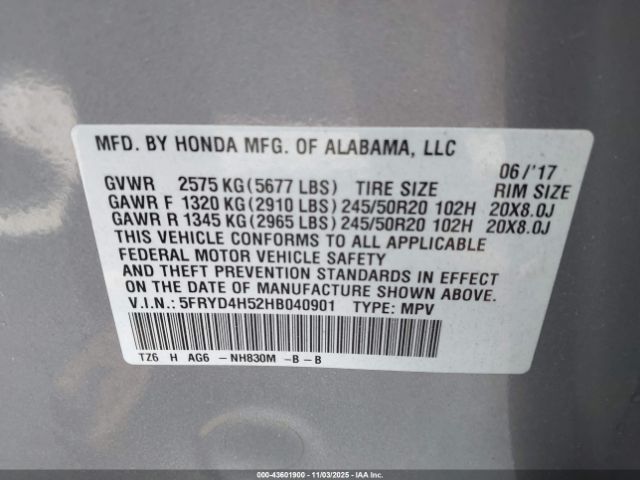 MFD. BY HONDA MFG. OF ALABAMA, LLC
06/'17
GVWR 2575 KG (5677 LBS) TIRE SIZE RIM SIZE
GAWR F 1320 KG (2910 LBS) 245/50R20 102H 20X8.0J
GAWR R 1345 KG (2965 LBS) 245/50R20 102H 20X8.0J
THIS VEHICLE CONFORMS TO ALL APPLICABLE
FEDERAL MOTOR VEHICLE SAFETY
AND THEFT PREVENTION STANDARDS IN EFFECT
ON THE DATE OF MANUFACTURE SHOWN ABOVE.
V.I.N.: 5FRYD4H52HB040901 TYPE: MPV
TZ6 H AG6 - NH830M - B - B
00-43601900 - 11/03/2025 - IAA Inc.